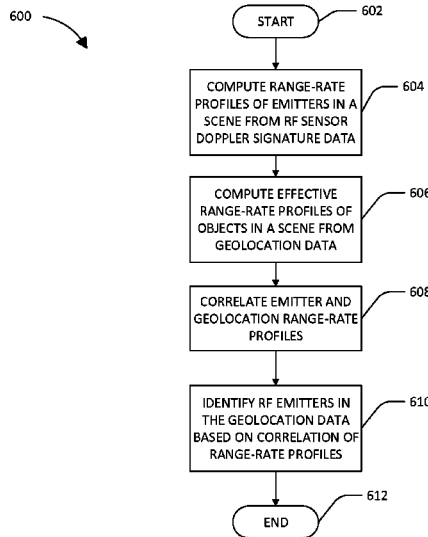 600
START
602
COMPUTE RANGE-RATE
PROFILES OF EMITTERS IN A
SCENE FROM RF SENSOR
DOPPLER SIGNATURE DATA
604
COMPUTE EFFECTIVE
RANGE-RATE PROFILES OF
OBJECTS IN A SCENE FROM
GEOLOCATION DATA
606
CORRELATE EMITTER AND
GEOLOCATION RANGE-RATE
PROFILES
608
IDENTIFY RF EMITTERS IN
THE GEOLOCATION DATA
BASED ON CORRELATION OF
RANGE-RATE PROFILES
610
END
612